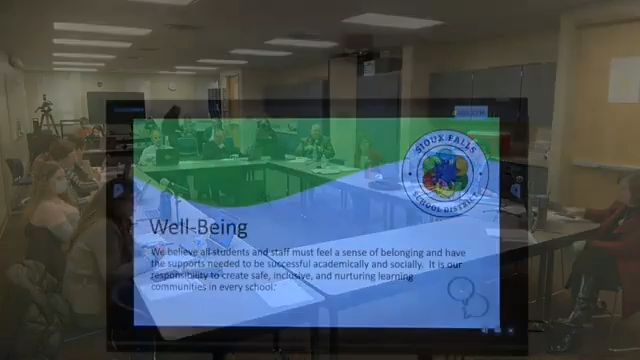 SIOUX FALLS
SCHOOL DISTRICT
Well-Being
We believe all students and staff must feel a sense of belonging and have
the supports needed to be successful academically and socially. It is our
responsibility to create safe, inclusive, and nurturing learning
communities in every school.